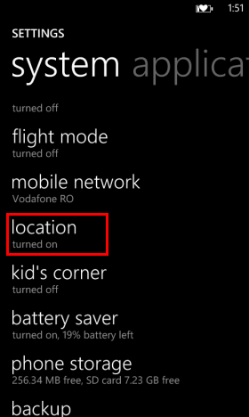 1:51
SETTINGS
system applicat
turned off
flight mode
turned off
mobile network
Vodafone RO
location
turned on
kid's corner
turned off
battery saver
turned on, 19% battery left
phone storage
256.34 MB free, SD card 7.23 GB free
backup